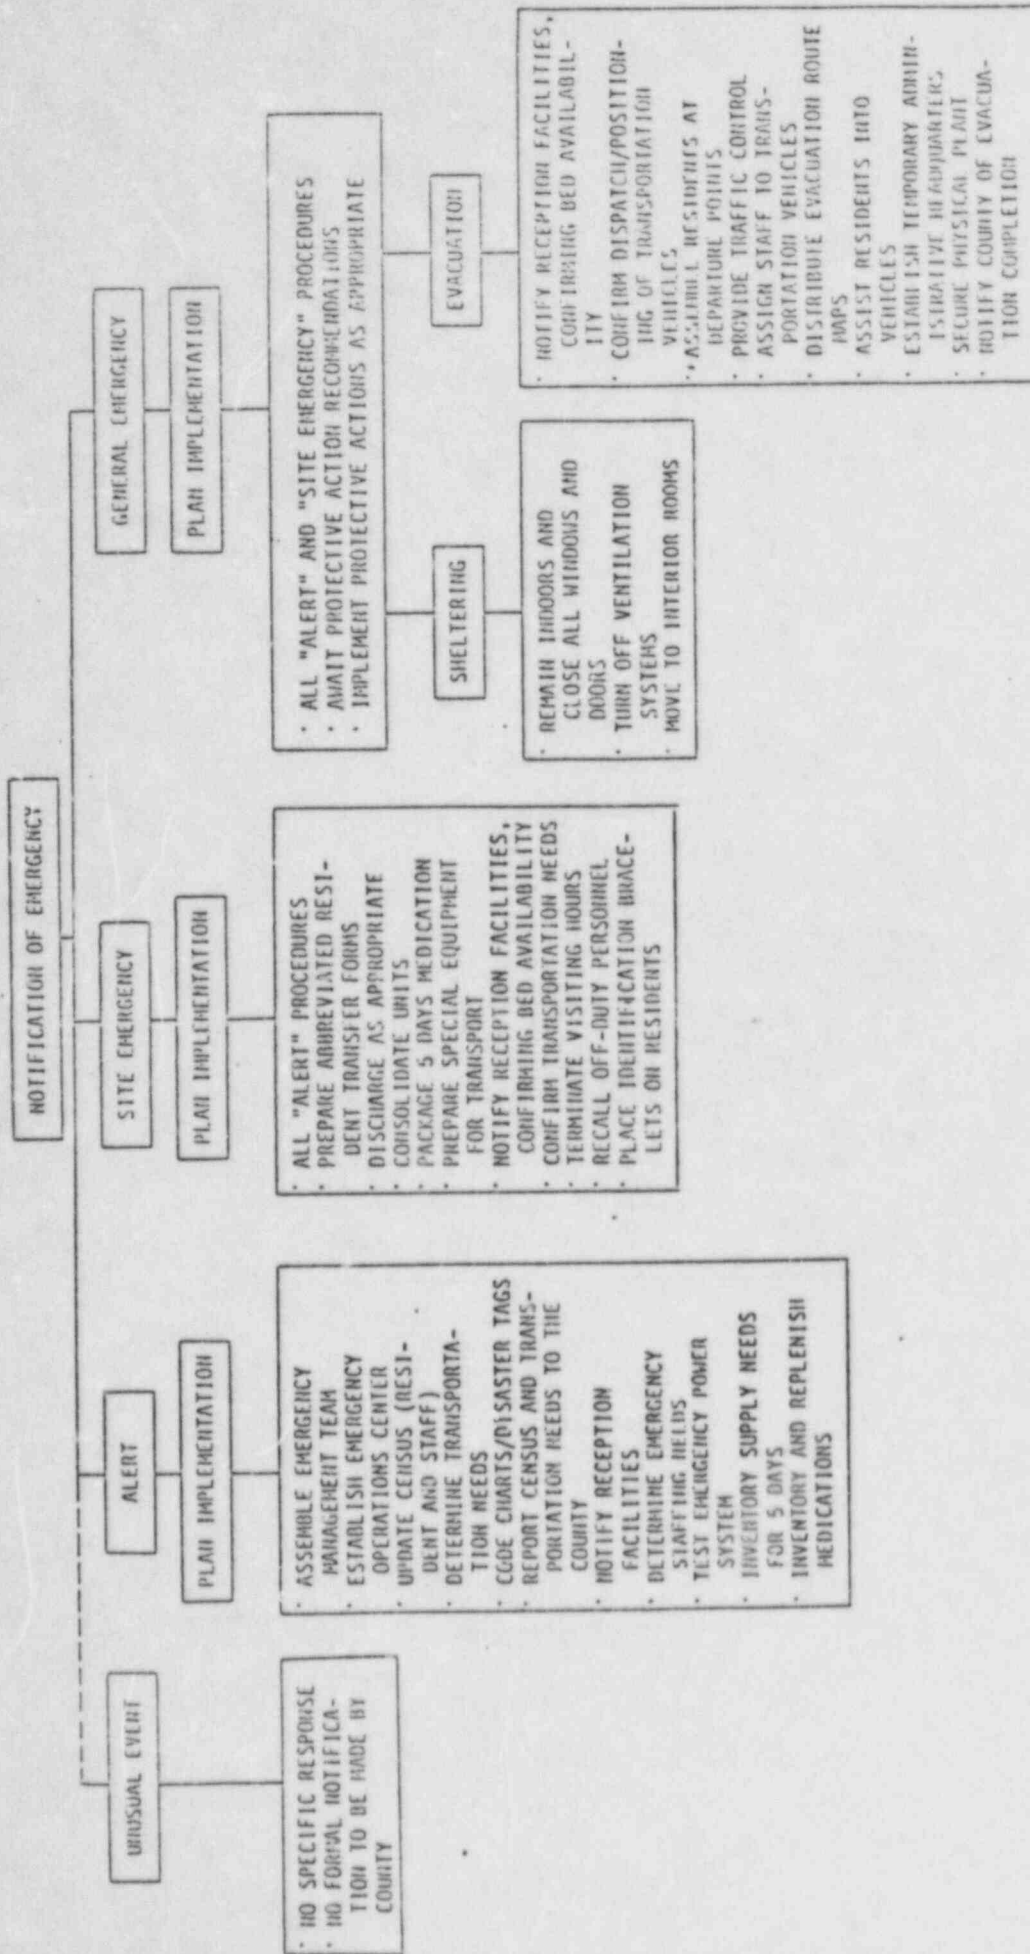 NOTIFICATION OF EMERGENCY
UNUSUAL EVENT
· NO SPECIFIC RESPONSE
· NO FORMAL NOTIFICA-
TION TO BE MADE BY
COUNTY
ALERT
PLAN IMPLEMENTATION
· ASSEMBLE EMERGENCY
MANAGEMENT TEAM
· ESTABLISH EMERGENCY
OPERATIONS CENTER
· UPDATE CENSUS (RESI-
DENT AND STAFF)
· DETERMINE TRANSPORTA-
TION NEEDS
· CODE CHARTS/DISASTER TAGS
· REPORT CENSUS AND TRANS-
PORTATION NEEDS TO THE
COUNTY
· NOTIFY RECEPTION
FACILITIES
· DETERMINE EMERGENCY
STAFFING NEEDS
· TEST EMERGENCY POWER
SYSTEM
· INVENTORY SUPPLY NEEDS
FOR 5 DAYS
· INVENTORY AND REPLENISH
MEDICATIONS
SITE EMERGENCY
PLAN IMPLEMENTATION
· ALL "ALERT" PROCEDURES
· PREPARE ABBREVIATED RESI-
DENT TRANSFER FORMS
· DISCHARGE AS APPROPRIATE
· CONSOLIDATE UNITS
· PACKAGE 5 DAYS MEDICATION
· PREPARE SPECIAL EQUIPMENT
FOR TRANSPORT
· NOTIFY RECEPTION FACILITIES,
CONFIRMING BED AVAILABILITY
· CONFIRM TRANSPORTATION NEEDS
· TERMINATE VISITING HOURS
· RECALL OFF-DUTY PERSONNEL
· PLACE IDENTIFICATION BRACE-
LETS ON RESIDENTS
GENERAL EMERGENCY
PLAN IMPLEMENTATION
· ALL "ALERT" AND "SITE EMERGENCY" PROCEDURES
· AWAIT PROTECTIVE ACTION RECOMMENDATIONS
· IMPLEMENT PROTECTIVE ACTIONS AS APPROPRIATE
SHELTERING
· REMAIN INDOORS AND
CLOSE ALL WINDOWS AND
DOORS
· TURN OFF VENTILATION
SYSTEMS
· MOVE TO INTERIOR ROOMS
EVACUATION
· NOTIFY RECEPTION FACILITIES,
CONFIRMING BED AVAILABIL-
ITY
· CONFIRM DISPATCH/POSITION-
ING OF TRANSPORTATION
VEHICLES
· ASSEMBLE RESIDENTS AT
DEPARTURE POINTS
· PROVIDE TRAFFIC CONTROL
· ASSIGN STAFF TO TRANS-
PORTATION VEHICLES
· DISTRIBUTE EVACUATION ROUTE
MAPS
· ASSIST RESIDENTS INTO
VEHICLES
· ESTABLISH TEMPORARY ADMIN-
ISTRATIVE HEADQUARTERS
· SECURE PHYSICAL PLANT
· NOTIFY COUNTY OF EVACUA-
TION COMPLETION